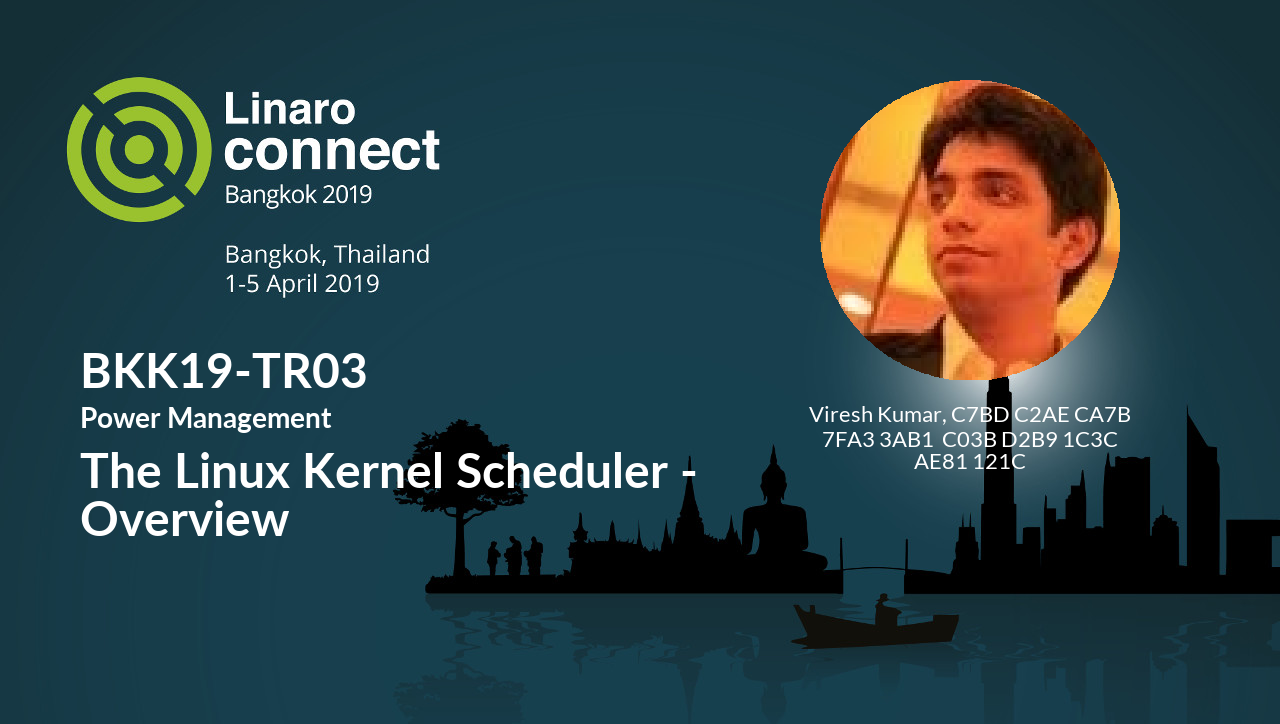 Linaro
connect
Bangkok 2019
Bangkok, Thailand
1-5 April 2019
BKK19-TR03
Power Management
The Linux Kernel Scheduler -
Overview
Viresh Kumar, C7BD C2AE CA7B
7FA3 3AB1 C03B D2B9 1C3C
AE81 121C